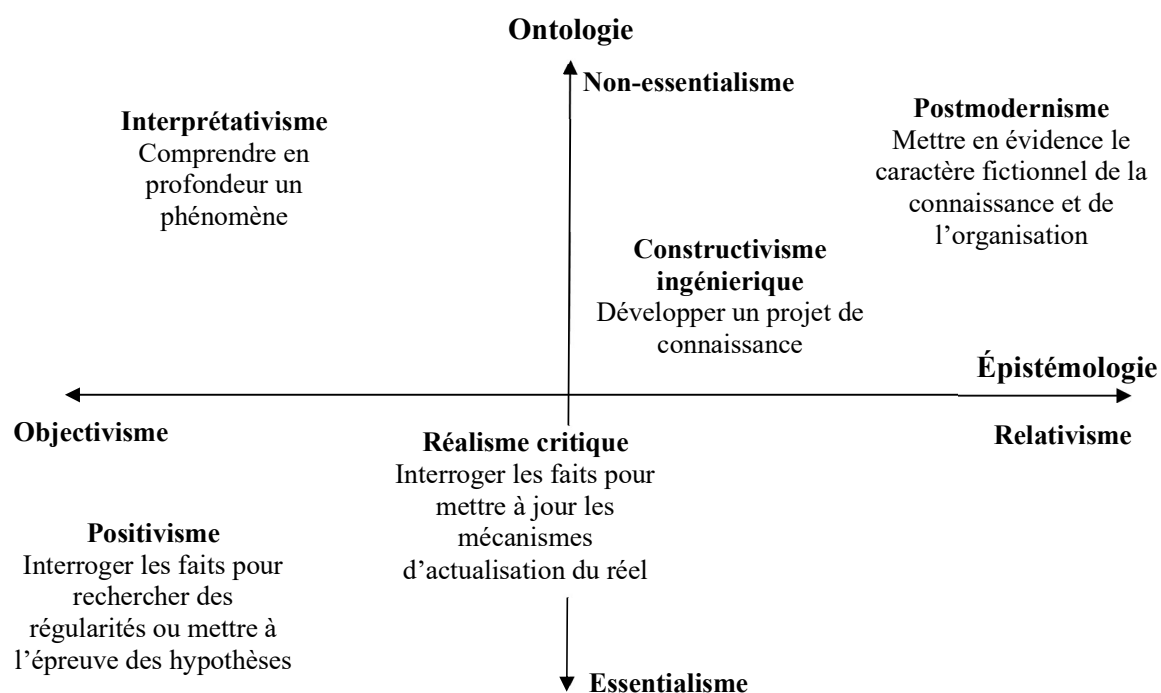 Ontologie
Non-essentialisme
Interprétativisme
Comprendre en
profondeur un
phénomène
Postmodernisme
Mettre en évidence le
caractère fictionnel de la
connaissance et de
l’organisation
Constructivisme
ingénierique
Développer un projet de
connaissance
Épistémologie
Objectivisme
Relativisme
Réalisme critique
Interroger les faits pour
mettre à jour les
mécanismes
d’actualisation du réel
Positivisme
Interroger les faits pour
rechercher des
régularités ou mettre à
l’épreuve des hypothèses
Essentialisme